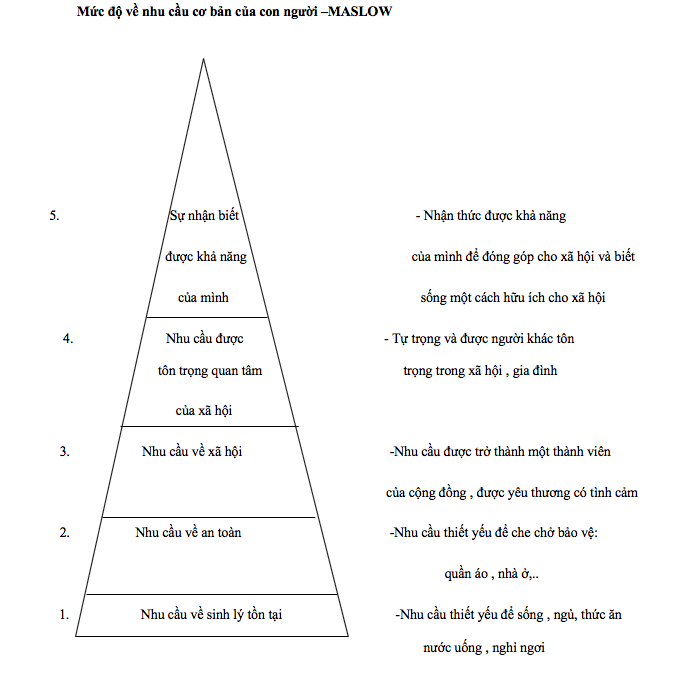 Mức độ về nhu cầu cơ bản của con người –MASLOW
5. Sự nhận biết - Nhận thức được khả năng
được khả năng của mình để đóng góp cho xã hội và biết
của mình sống một cách hữu ích cho xã hội
4. Nhu cầu được - Tự trọng và được người khác tôn
tôn trọng quan tâm trọng trong xã hội , gia đình
của xã hội
3. Nhu cầu về xã hội -Nhu cầu được trở thành một thành viên
của cộng đồng , được yêu thương có tình cảm
2. Nhu cầu về an toàn -Nhu cầu thiết yếu để che chở bảo vệ:
quần áo , nhà ở,..
1. Nhu cầu về sinh lý tồn tại -Nhu cầu thiết yếu để sống , ngủ, thức ăn
nước uống , nghỉ ngơi